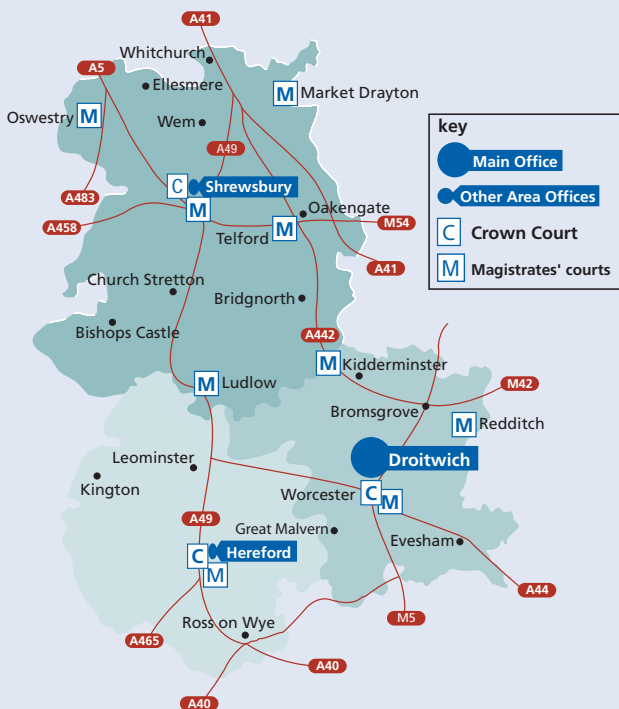 A41
Whitchurch
A5
Ellesmere
M
Market Drayton
Oswestry
M
Wem
A49
key
Main Office
Other Area Offices
C
Crown Court
M
Magistrates' courts
C
Shrewsbury
A483
M
Oakengate
A458
Telford
M
M54
A41
Church Stretton
Bridgnorth
Bishops Castle
A442
M
Kidderminster
M
Ludlow
M42
Bromsgrove
M
Redditch
Leominster
Droitwich
Kington
Worcester
C
M
A49
Great Malvern
Evesham
C
Hereford
M
A44
M5
Ross on Wye
A465
A40
A40